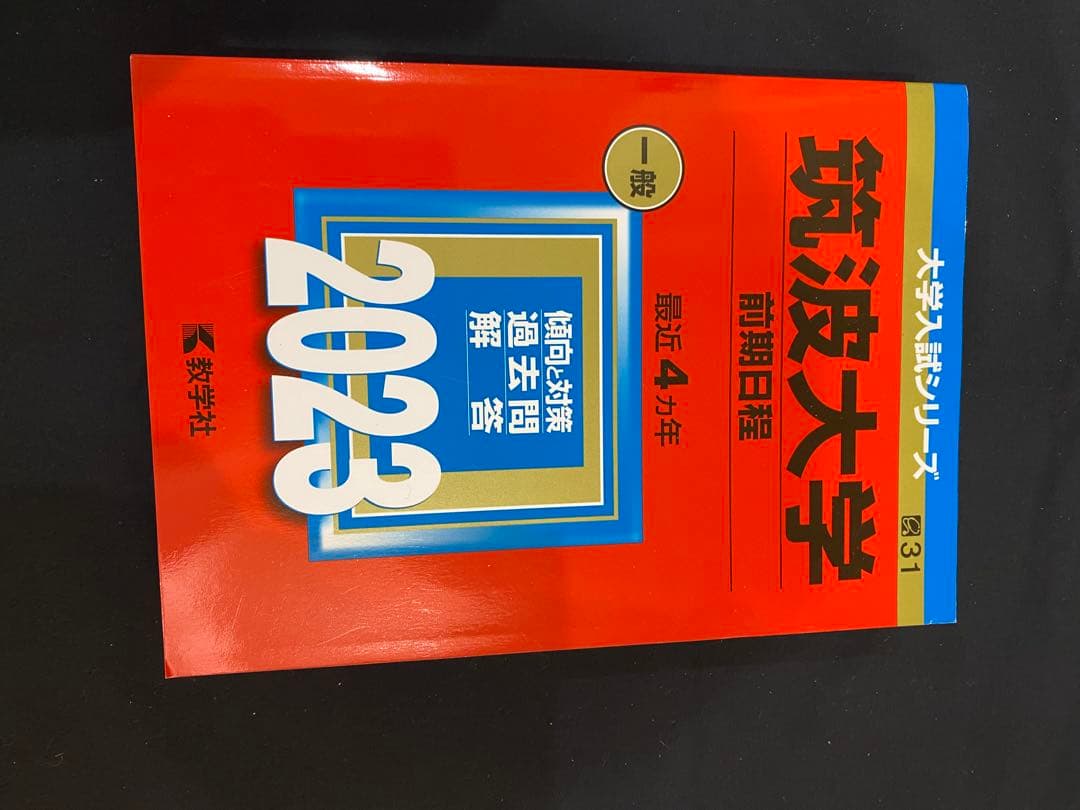 大学入試シリーズ
31
筑波大学
前期日程
最近4カ年
一般
傾向と対策
過去問
解答
2023
教学社